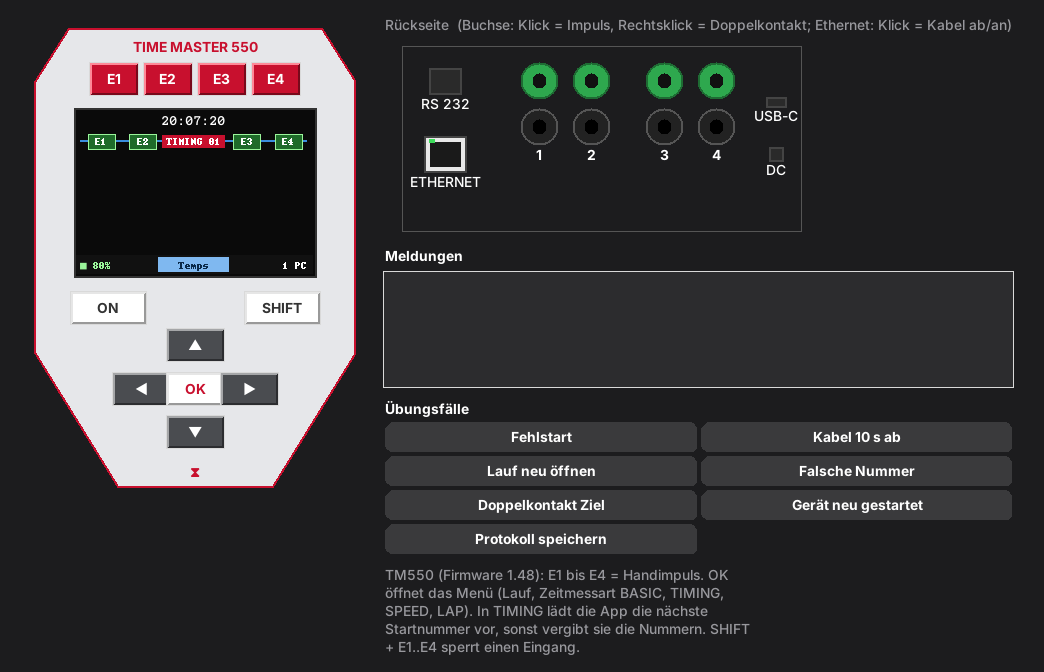 TIME MASTER 550
E1 E2 E3 E4
20:07:20
E1 E2 TIMING 01 E3 E4
80% Temps 1 PC
ON SHIFT
OK
Rückseite (Buchse: Klick = Impuls, Rechtsklick = Doppelkontakt; Ethernet: Klick = Kabel ab/an)
RS 232
USB-C
ETHERNET
1 2 3 4
DC
Meldungen
Übungsfälle
Fehlstart
Kabel 10 s ab
Lauf neu öffnen
Falsche Nummer
Doppelkontakt Ziel
Gerät neu gestartet
Protokoll speichern
TM550 (Firmware 1.48): E1 bis E4 = Handimpuls. OK
öffnet das Menü (Lauf, Zeitmessart BASIC, TIMING,
SPEED, LAP). In TIMING lädt die App die nächste
Startnummer vor, sonst vergibt sie die Nummern. SHIFT
+ E1..E4 sperrt einen Eingang.